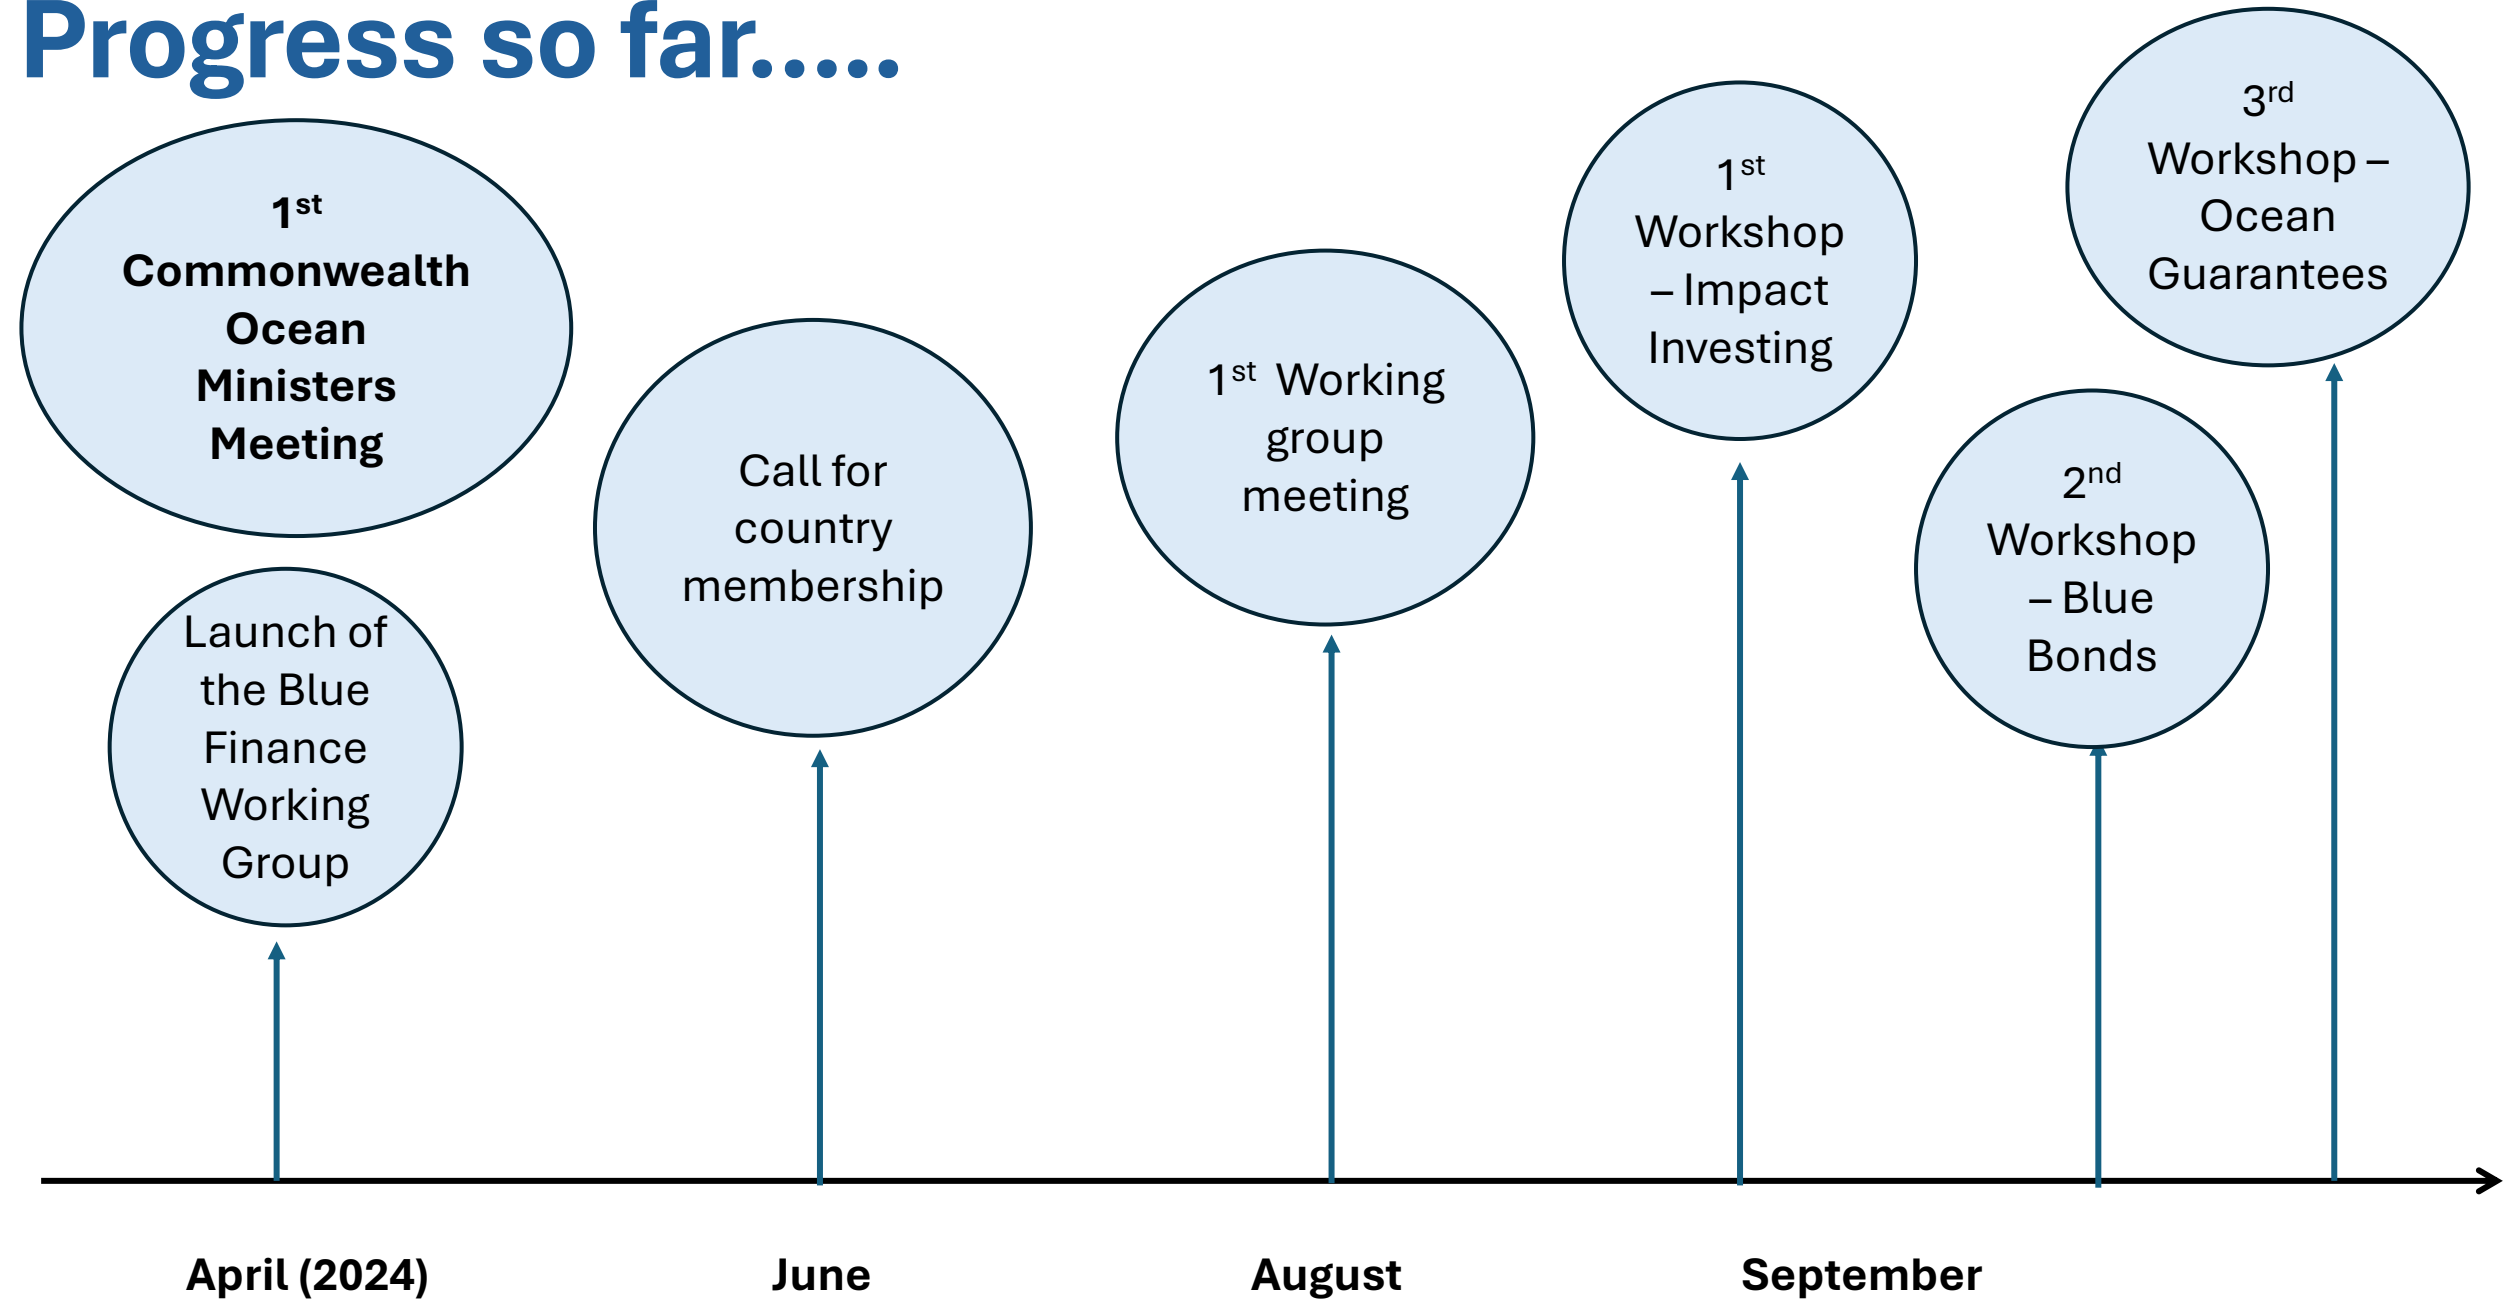 Progress so far.....
1st
Commonwealth
Ocean
Ministers
Meeting
Launch of
the Blue
Finance
Working
Group
Call for
country
membership
1st Working
group
meeting
1st
Workshop
– Impact
Investing
2nd
Workshop
– Blue
Bonds
3rd
Workshop –
Ocean
Guarantees
April (2024)
June
August
September